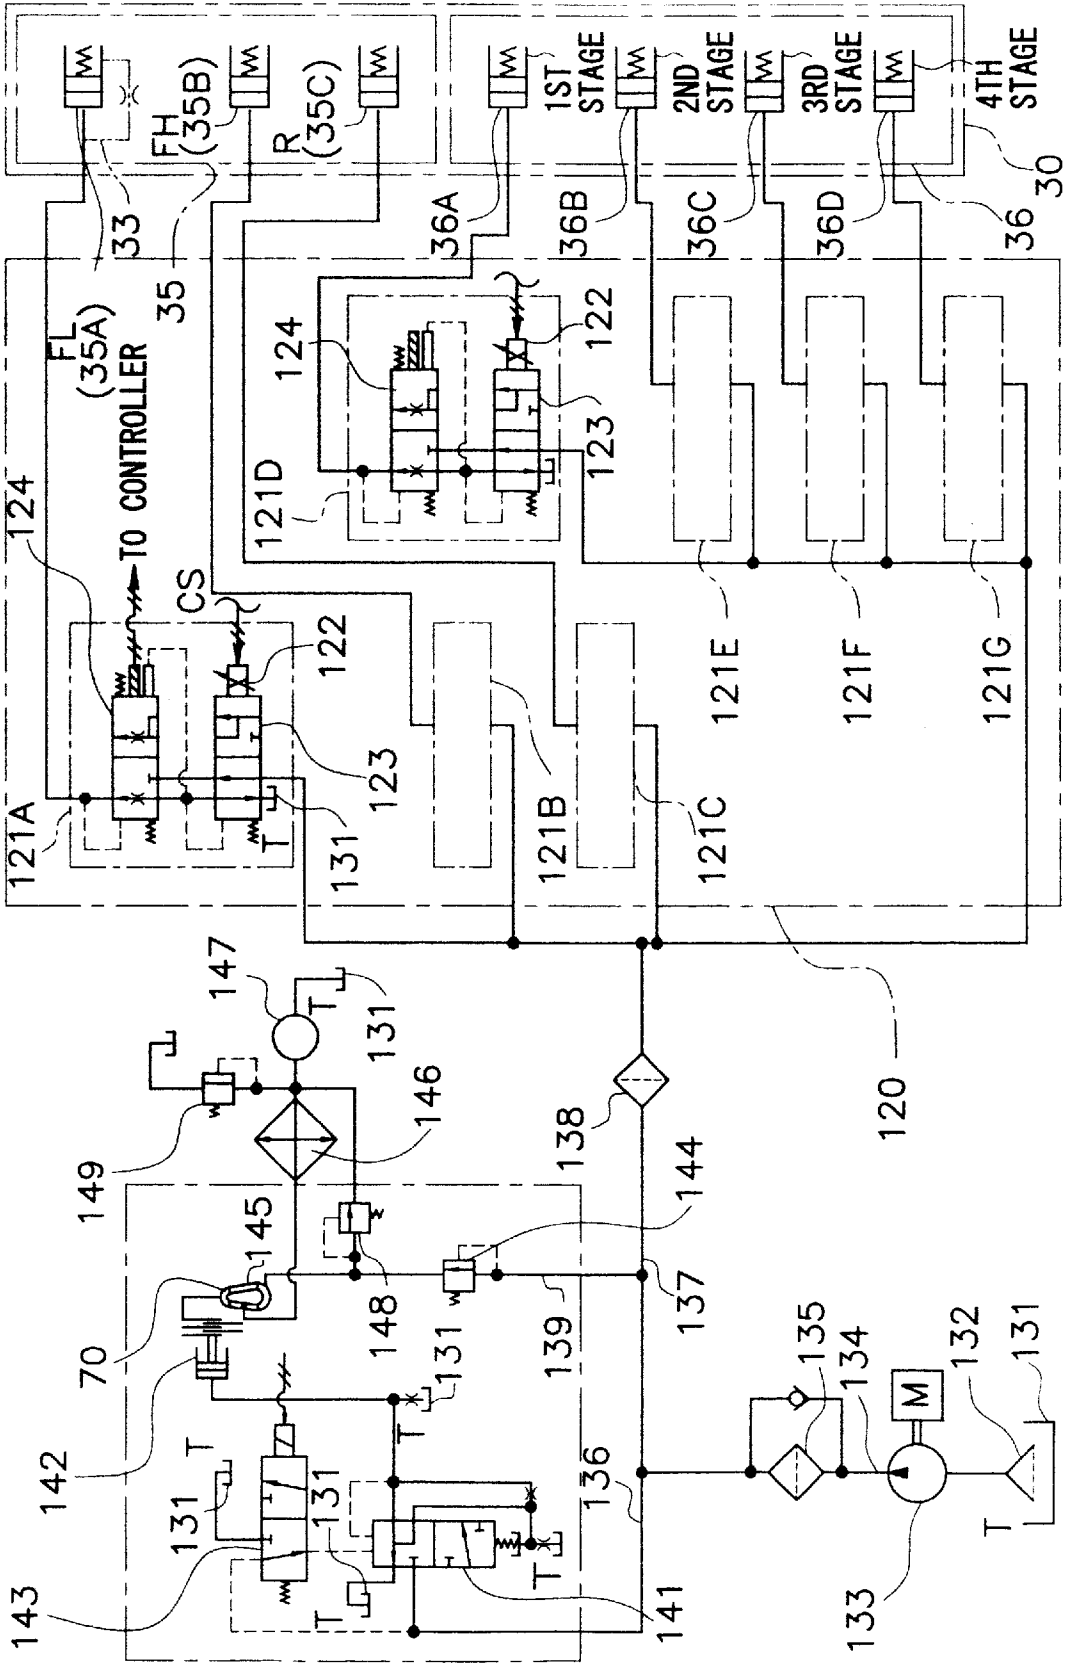 FL
(35A)
33
FH
(35B)
35
R
(35C)
36A
1ST
STAGE
36B
2ND
STAGE
36C
3RD
STAGE
36D
4TH
STAGE
36
30
124
TO CONTROLLER
CS
121A
122
123
T
131
121B
121C
124
121D
122
123
121E
121F
121G
120
147
T
131
149
146
145
70
148
144
139
137
138
142
T
131
143
131
T
131
T
T
141
136
135
134
M
132
131
T
133